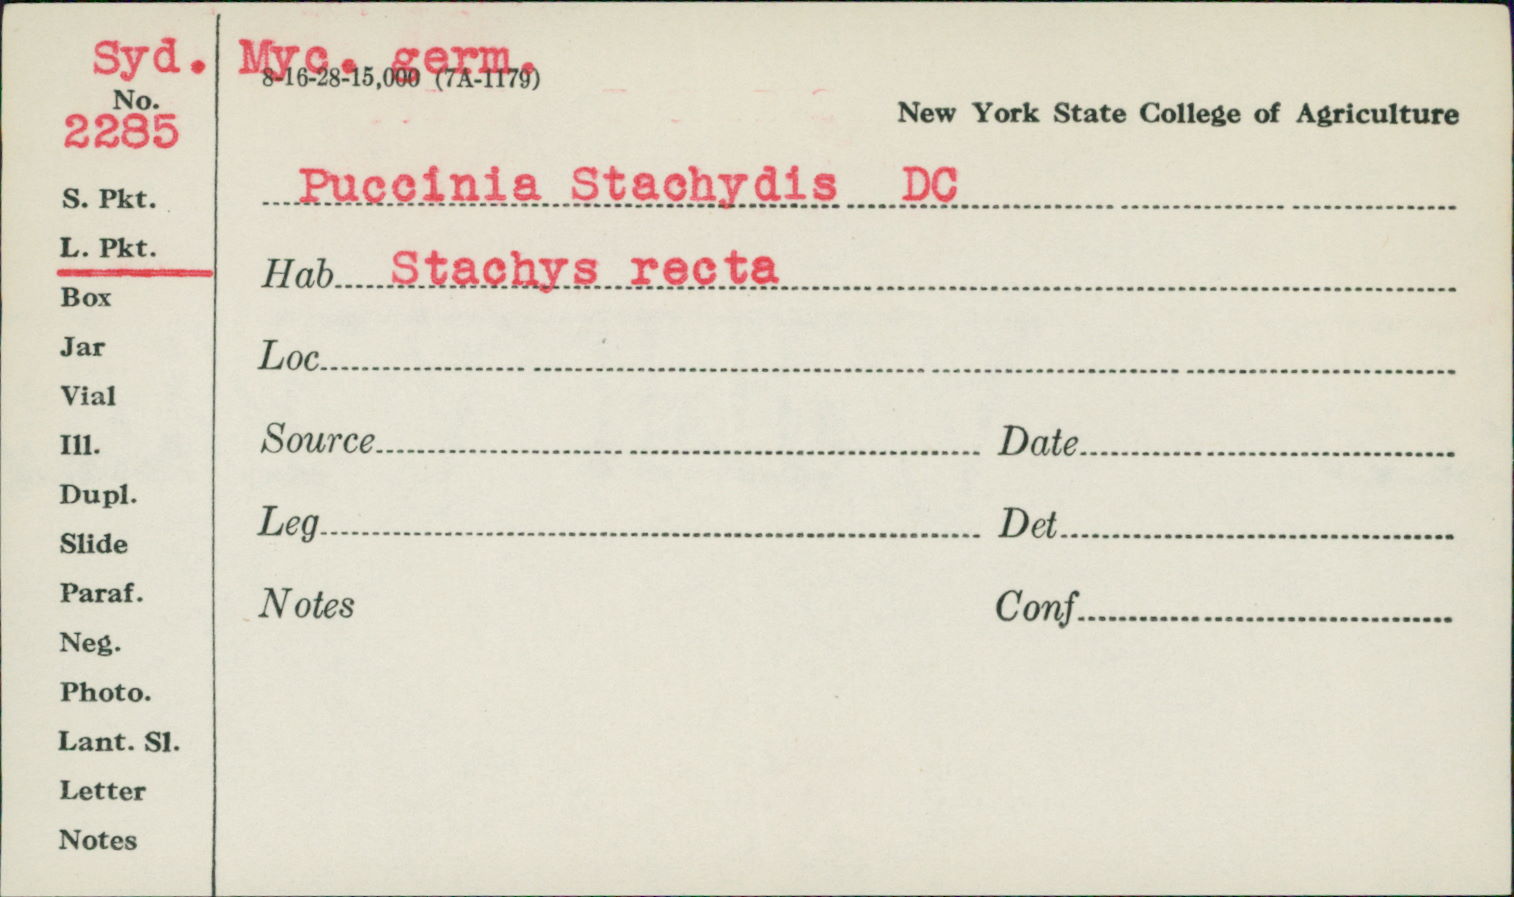 Syd. Myc. germ.
8-16-28-15,000 (7A-1179)
No.
2285
New York State College of Agriculture
Puccinia Stachydis DC
S. Pkt.
L. Pkt.
Hab Stachys recta
Box
Jar
Loc
Vial
Ill.
Source Date
Dupl.
Slide
Leg Det
Paraf.
Notes Conf
Neg.
Photo.
Lant. Sl.
Letter
Notes